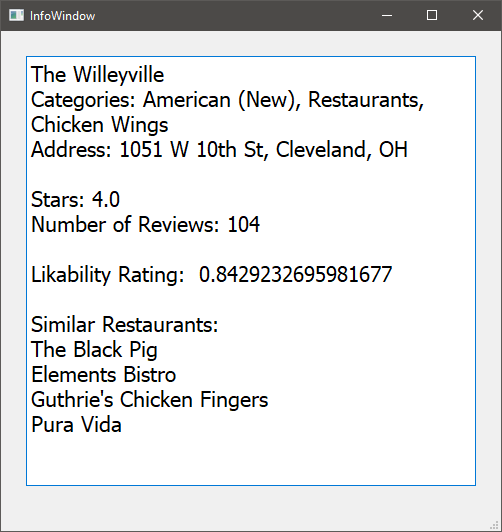 InfoWindow
The Willeyville
Categories: American (New), Restaurants,
Chicken Wings
Address: 1051 W 10th St, Cleveland, OH
Stars: 4.0
Number of Reviews: 104
Likability Rating:  0.8429232695981677
Similar Restaurants:
The Black Pig
Elements Bistro
Guthrie's Chicken Fingers
Pura Vida